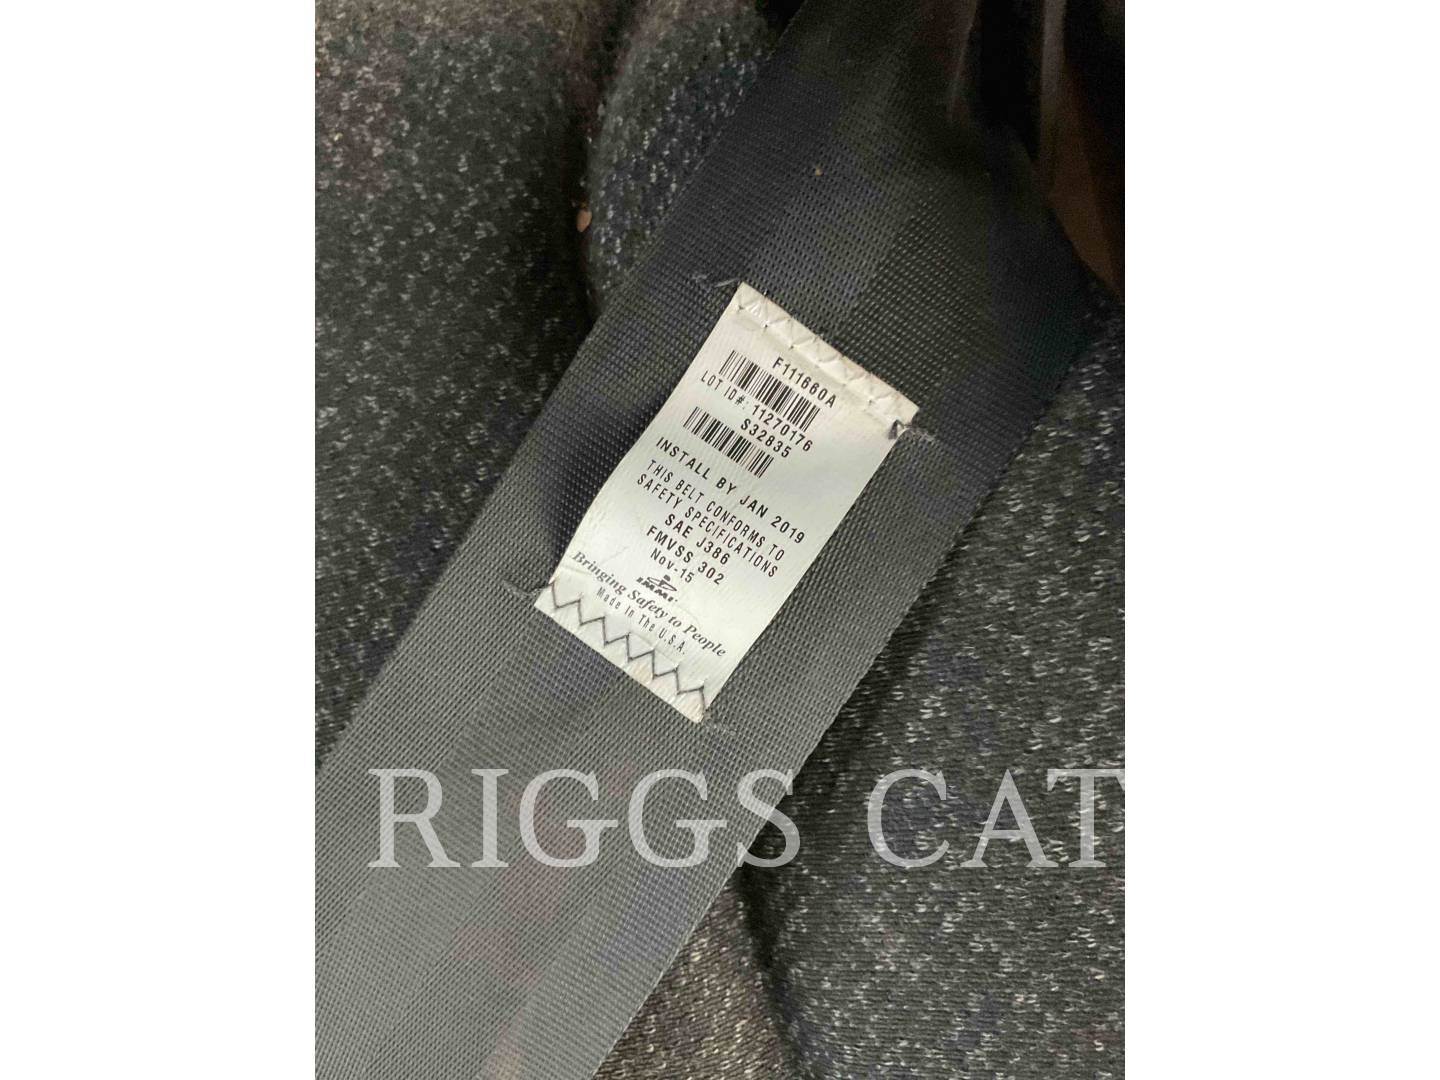 F111660A
LOT ID#: 11270176
S32835
INSTALL BY JAN 2019
THIS BELT CONFORMS TO
SAFETY SPECIFICATIONS
SAE J386
FMVSS 302
Nov-15
IMMI
Bringing Safety to People
Made In The U.S.A.
RIGGS CAT